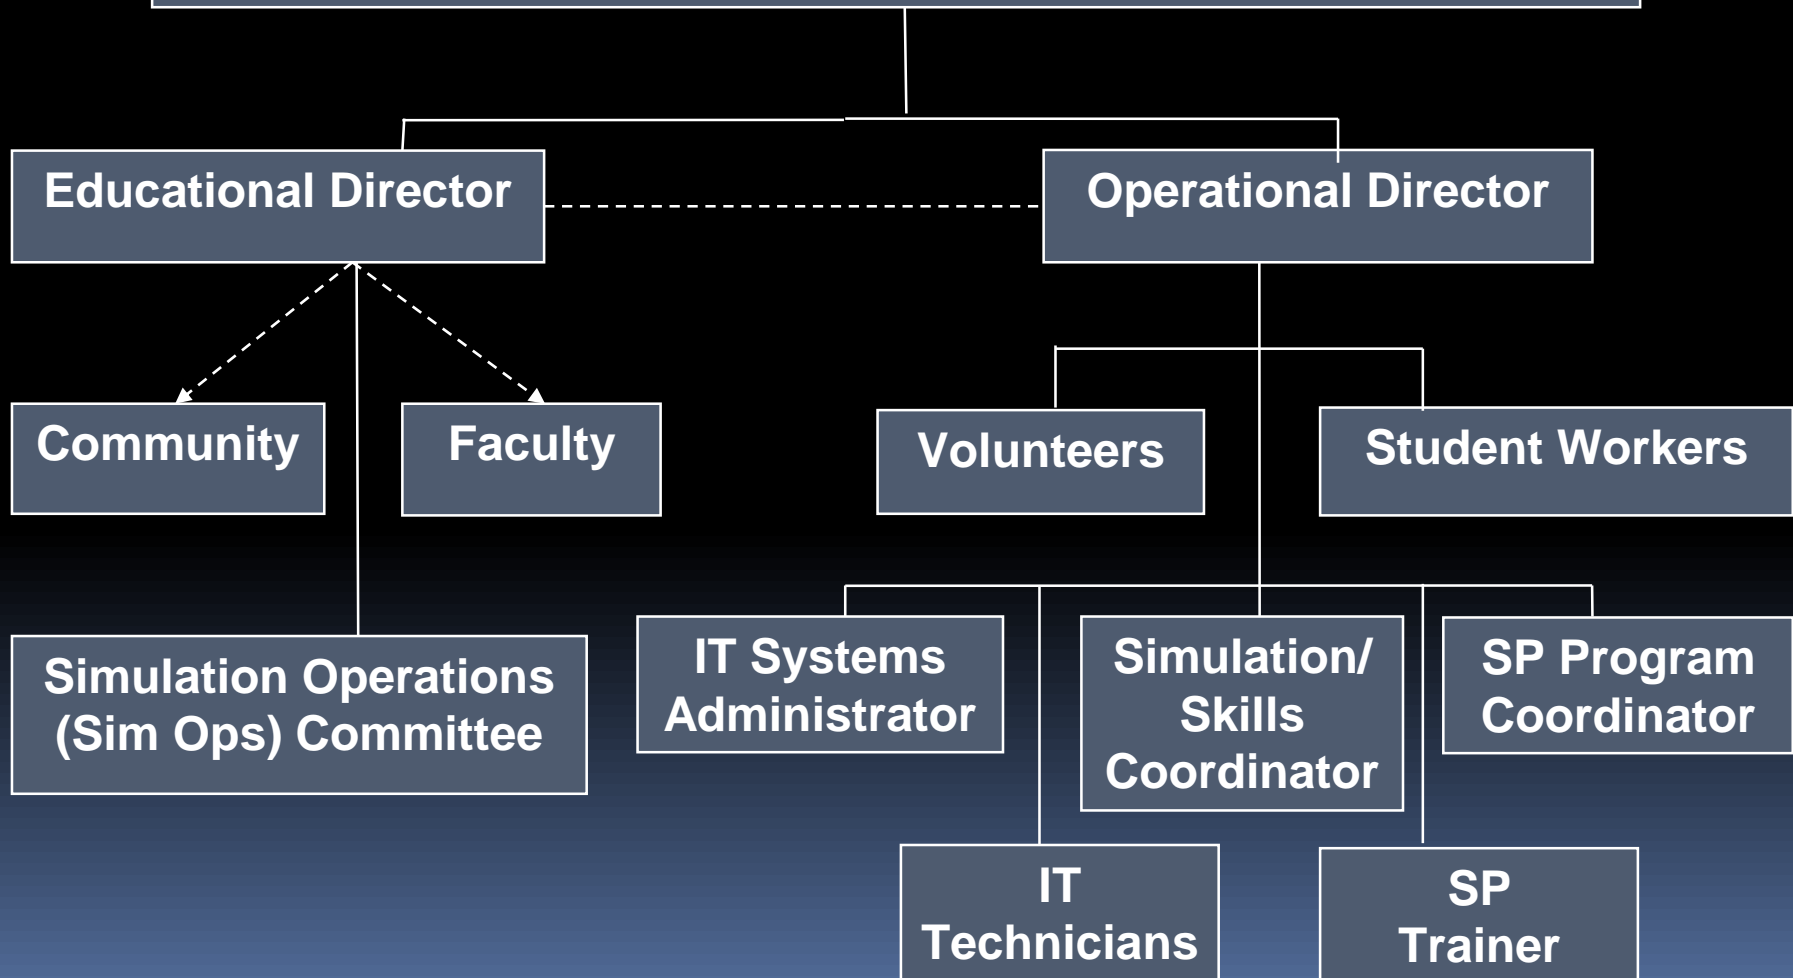 Educational Director
Operational Director
Community
Faculty
Volunteers
Student Workers
Simulation Operations
(Sim Ops) Committee
IT Systems
Administrator
Simulation/
Skills
Coordinator
SP Program
Coordinator
IT
Technicians
SP
Trainer